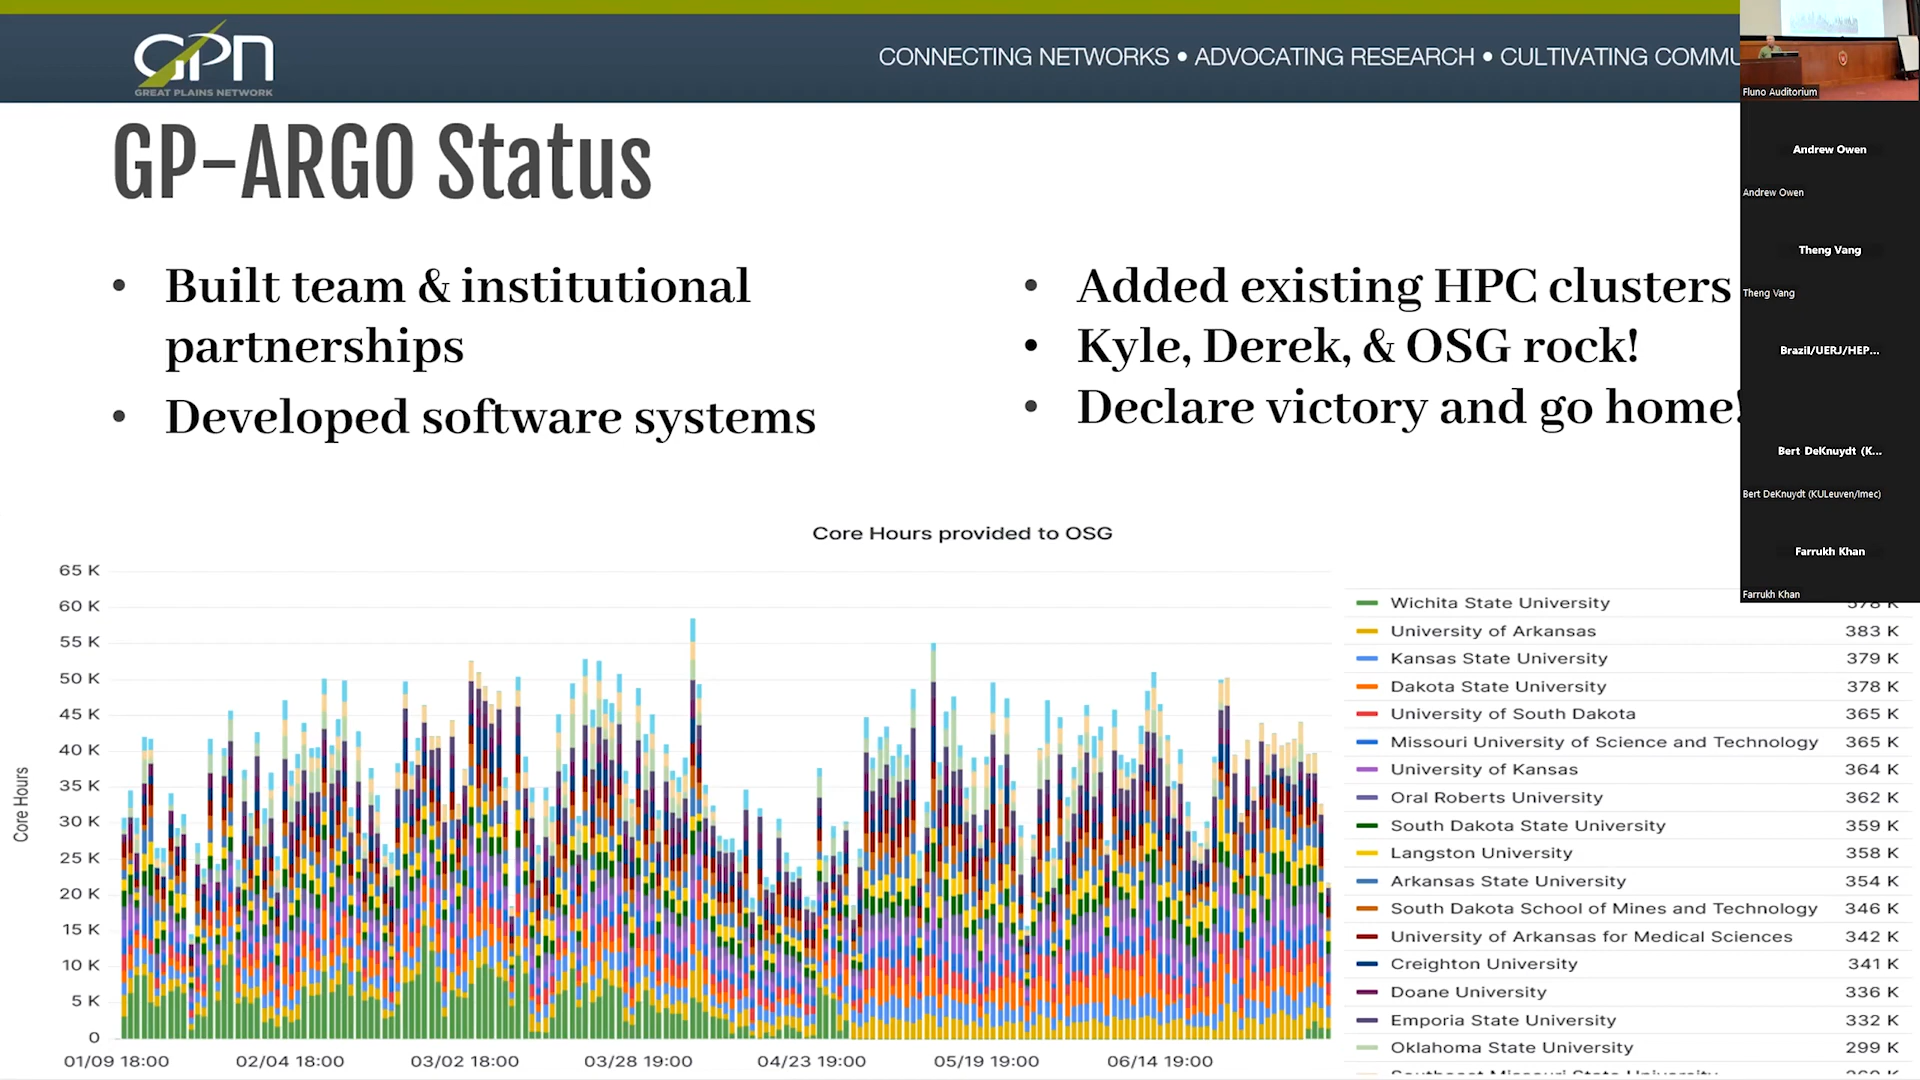 GPN
GREAT PLAINS NETWORK
CONNECTING NETWORKS • ADVOCATING RESEARCH • CULTIVATING COMMU
GP-ARGO Status
• Built team & institutional
partnerships
• Developed software systems
• Added existing HPC clusters
• Kyle, Derek, & OSG rock!
• Declare victory and go home!
Fluno Auditorium
Andrew Owen
Andrew Owen
Theng Vang
Theng Vang
Brazil/UERJ/HEP...
Bert DeKnuydt (K...
Bert DeKnuydt (KULeuven/Imec)
Farrukh Khan
Farrukh Khan
Core Hours provided to OSG
Core Hours
65 K
60 K
55 K
50 K
45 K
40 K
35 K
30 K
25 K
20 K
15 K
10 K
5 K
0
01/09 18:00
02/04 18:00
03/02 18:00
03/28 19:00
04/23 19:00
05/19 19:00
06/14 19:00
Wichita State University
University of Arkansas 383 K
Kansas State University 379 K
Dakota State University 378 K
University of South Dakota 365 K
Missouri University of Science and Technology 365 K
University of Kansas 364 K
Oral Roberts University 362 K
South Dakota State University 359 K
Langston University 358 K
Arkansas State University 354 K
South Dakota School of Mines and Technology 346 K
University of Arkansas for Medical Sciences 342 K
Creighton University 341 K
Doane University 336 K
Emporia State University 332 K
Oklahoma State University 299 K
Southeast Missouri State University